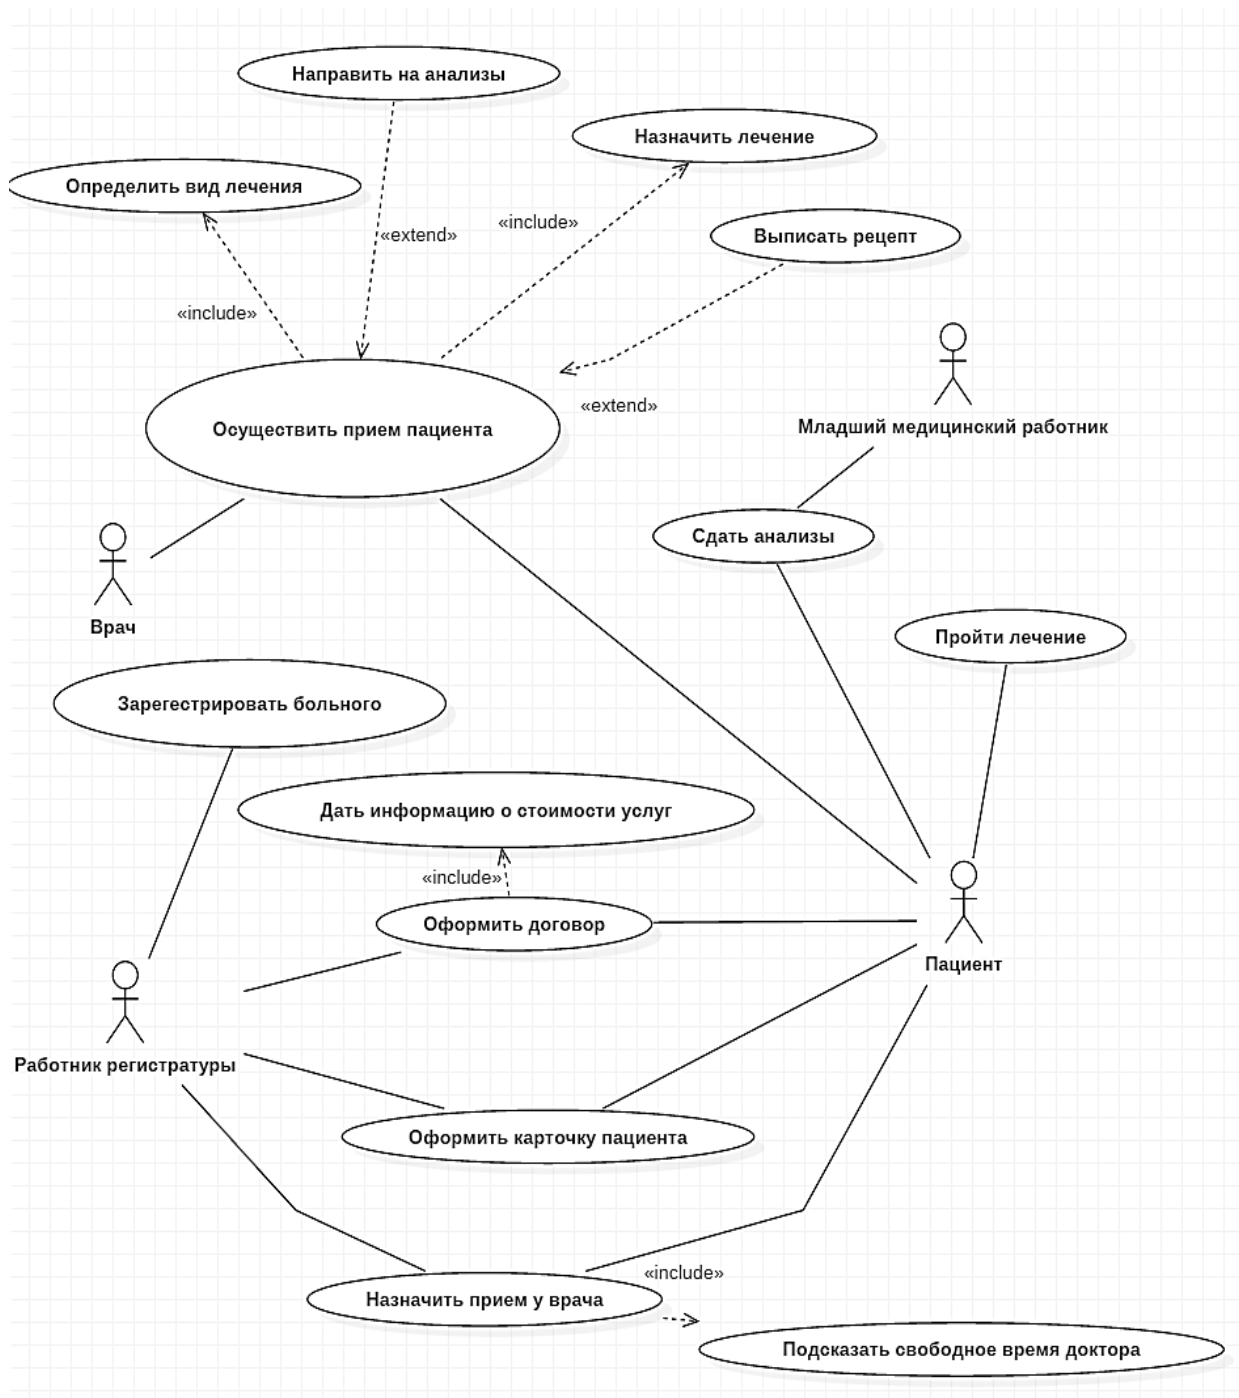 Направить на анализы
Назначить лечение
Определить вид лечения
«extend»
«include»
Выписать рецепт
«include»
«extend»
Осуществить прием пациента
Младший медицинский работник
Сдать анализы
Врач
Пройти лечение
Зарегестрировать больного
Дать информацию о стоимости услуг
«include»
Оформить договор
Пациент
Работник регистратуры
Оформить карточку пациента
«include»
Назначить прием у врача
Подсказать свободное время доктора